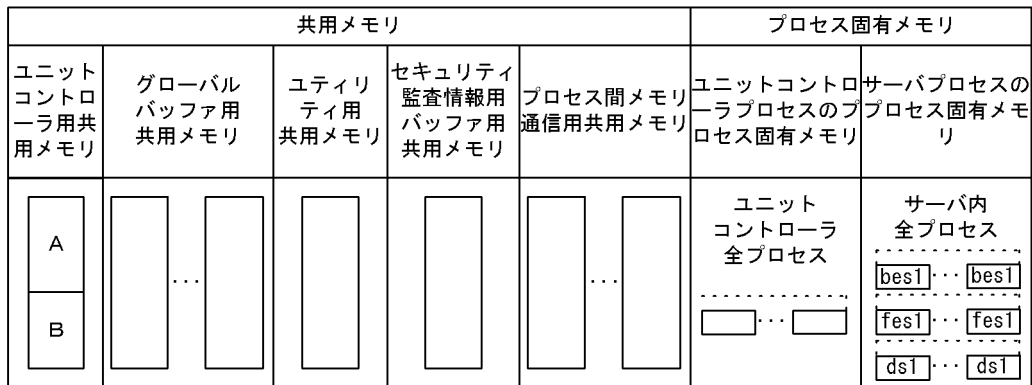 共用メモリ
プロセス固有メモリ
ユニット
コントロ
ーラ用共
用メモリ
グローバル
バッファ用
共用メモリ
ユティリ
ティ用
共用メモリ
セキュリティ
監査情報用
バッファ用
共用メモリ
プロセス間メモリ
通信用共用メモリ
ユニットコントロ
ーラプロセスのプ
ロセス固有メモリ
サーバプロセスの
プロセス固有メモ
リ
A
B
...
...
ユニット
コントローラ
全プロセス
...
サーバ内
全プロセス
bes1...bes1
fes1...fes1
ds1...ds1